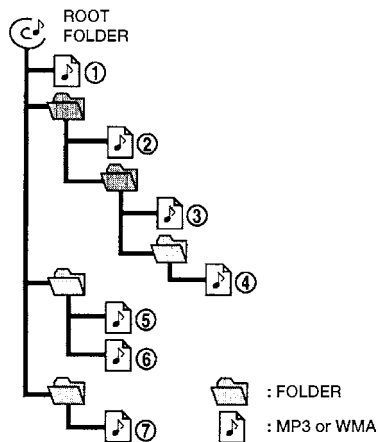 ROOT
FOLDER
①
②
③
④
⑤
⑥
: FOLDER
⑦
: MP3 or WMA